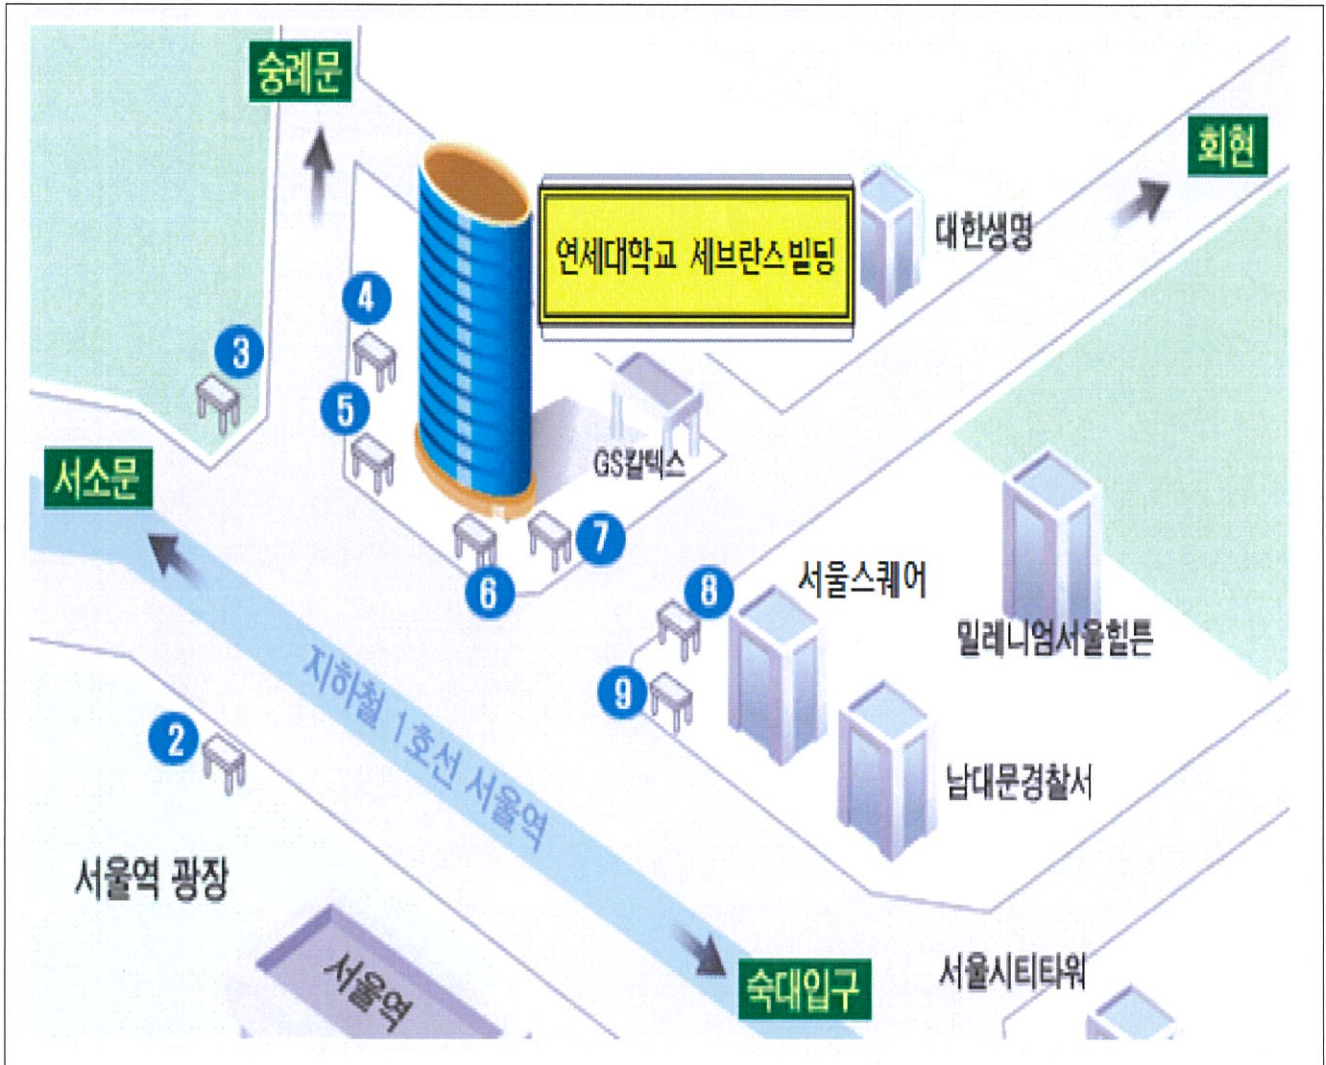 숭례문
회현
대한생명
연세대학교 세브란스빌딩
4
3
5
GS칼텍스
서소문
7
6
8
서울스퀘어
밀레니엄서울힐튼
9
지하철 1호선 서울역
2
남대문경찰서
서울역 광장
서울역
숙대입구
서울시티타워